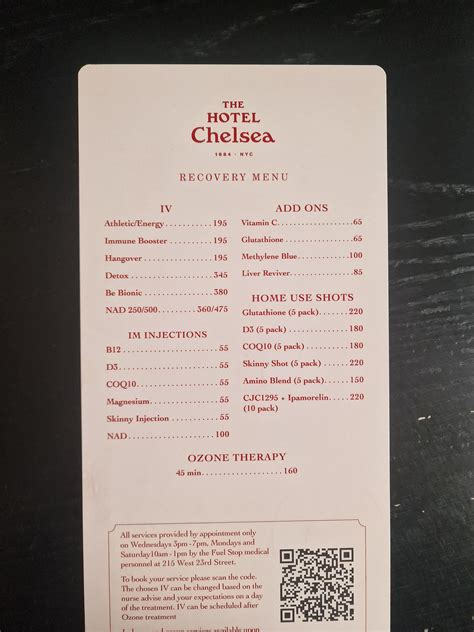 THE
HOTEL
Chelsea
1884 · NYC
RECOVERY MENU
IV
Athletic/Energy...........195
Immune Booster.........195
Hangover..................195
Detox.......................345
Be Bionic..................380
NAD 250/500.........360/475
IM INJECTIONS
B12..........................55
D3...........................55
COQ10......................55
Magnesium.................55
Skinny Injection...........55
NAD........................100
ADD ONS
Vitamin C...................65
Glutathione................65
Methylene Blue...........100
Liver Reviver..............85
HOME USE SHOTS
Glutathione (5 pack).....220
D3 (5 pack)...............180
COQ10 (5 pack)..........180
Skinny Shot (5 pack).....220
Amino Blend (5 pack).....150
CJC1295 + Ipamorelin.....220
(10 pack)
OZONE THERAPY
45 min......................160
All services provided by appointment only
on Wednesdays 3pm-7pm, Mondays and
Saturday10am-1pm by the Fuel Stop medical
personnel at 215 West 23rd Street.
To book your service please scan the code.
The chosen IV can be changed based on the
nurse advise and your expectations on a day
of the treatment. IV can be scheduled after
Ozone treatment